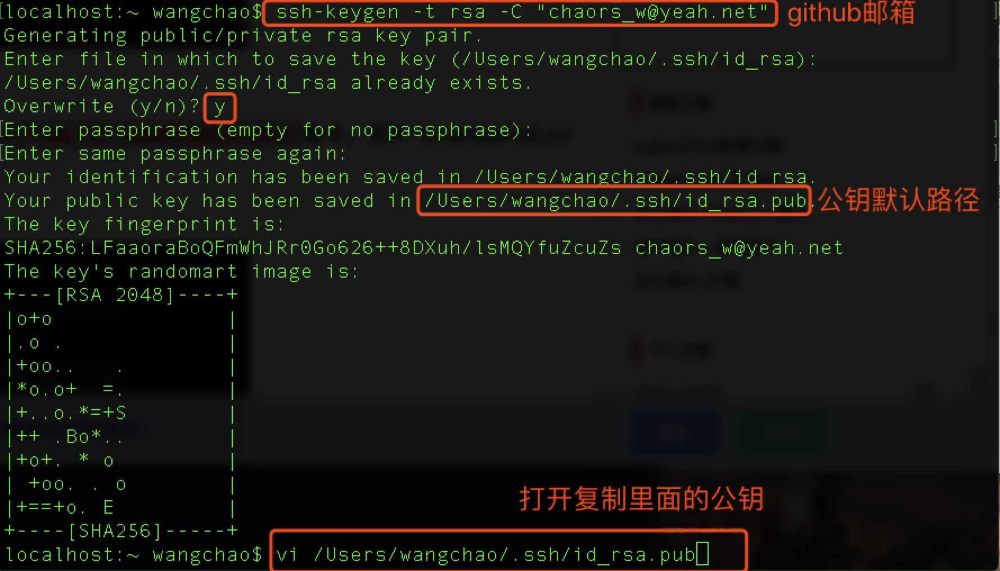 [localhost:~ wangchao$ ssh-keygen -t rsa -C "chaors_w@yeah.net" github邮箱 ]
Generating public/private rsa key pair.
Enter file in which to save the key (/Users/wangchao/.ssh/id_rsa):
/Users/wangchao/.ssh/id_rsa already exists.
Overwrite (y/n)? y
[Enter passphrase (empty for no passphrase): ]
[Enter same passphrase again: ]
Your identification has been saved in /Users/wangchao/.ssh/id_rsa.
Your public key has been saved in /Users/wangchao/.ssh/id_rsa.pub. 公钥默认路径
The key fingerprint is:
SHA256:LFaaoraBoQFmWhJRr0Go626++8DXuh/lsMQYfuZcuZs chaors_w@yeah.net
The key's randomart image is:
+---[RSA 2048]----+
|o+o              |
|.o .             |
|+oo..    .       |
|*o.o+  =.        |
|+..o.*=+S        |
|++ .Bo*..        |
|+o+. * o         |
| +oo. . o        |
|+==+o. E         |
+----[SHA256]-----+
打开复制里面的公钥
localhost:~ wangchao$ vi /Users/wangchao/.ssh/id_rsa.pub